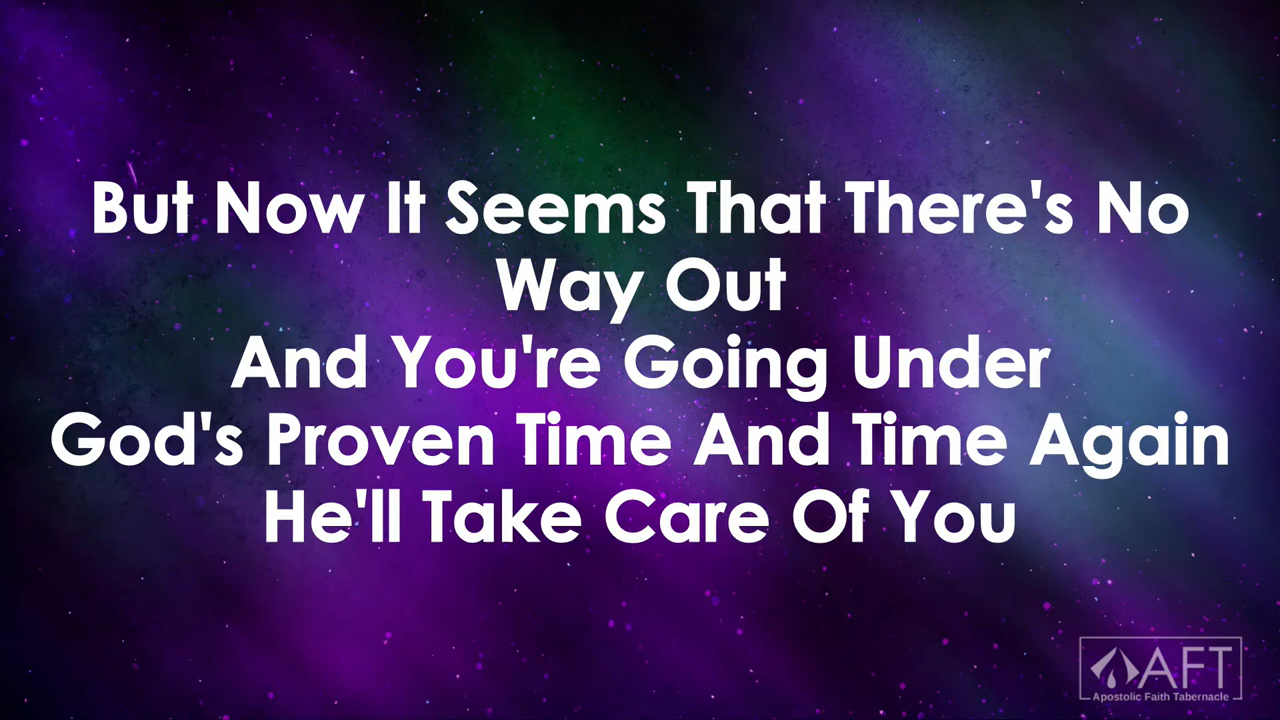 But Now It Seems That There's No
Way Out
And You're Going Under
God's Proven Time And Time Again
He'll Take Care Of You
AFT
Apostolic Faith Tabernacle